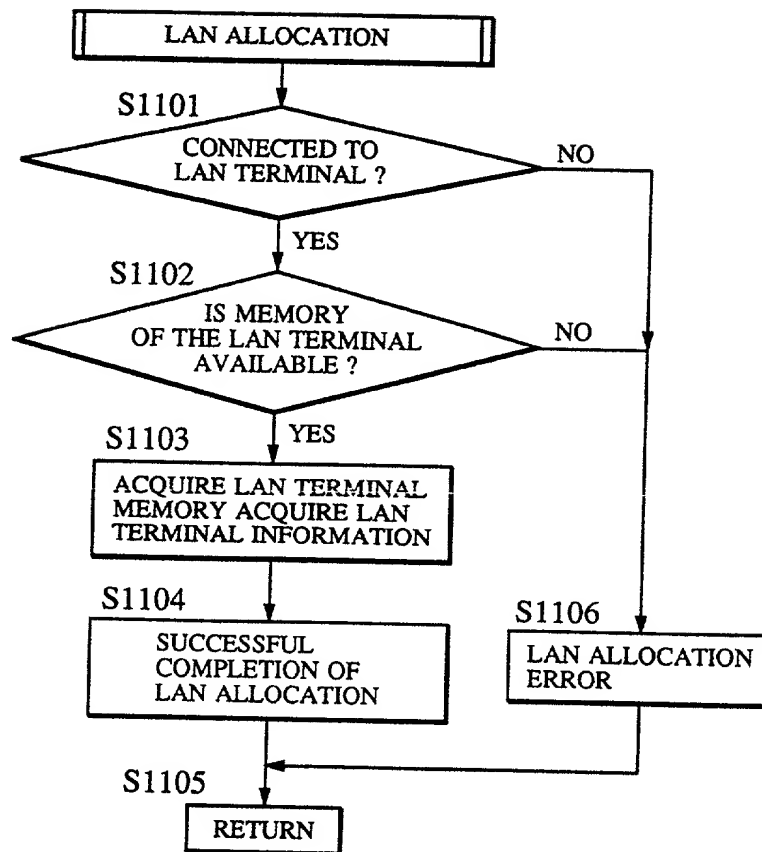 LAN ALLOCATION
S1101
CONNECTED TO
LAN TERMINAL ?
NO
YES
S1102
IS MEMORY
OF THE LAN TERMINAL
AVAILABLE ?
NO
YES
S1103
ACQUIRE LAN TERMINAL
MEMORY ACQUIRE LAN
TERMINAL INFORMATION
S1104
SUCCESSFUL
COMPLETION OF
LAN ALLOCATION
S1106
LAN ALLOCATION
ERROR
S1105
RETURN